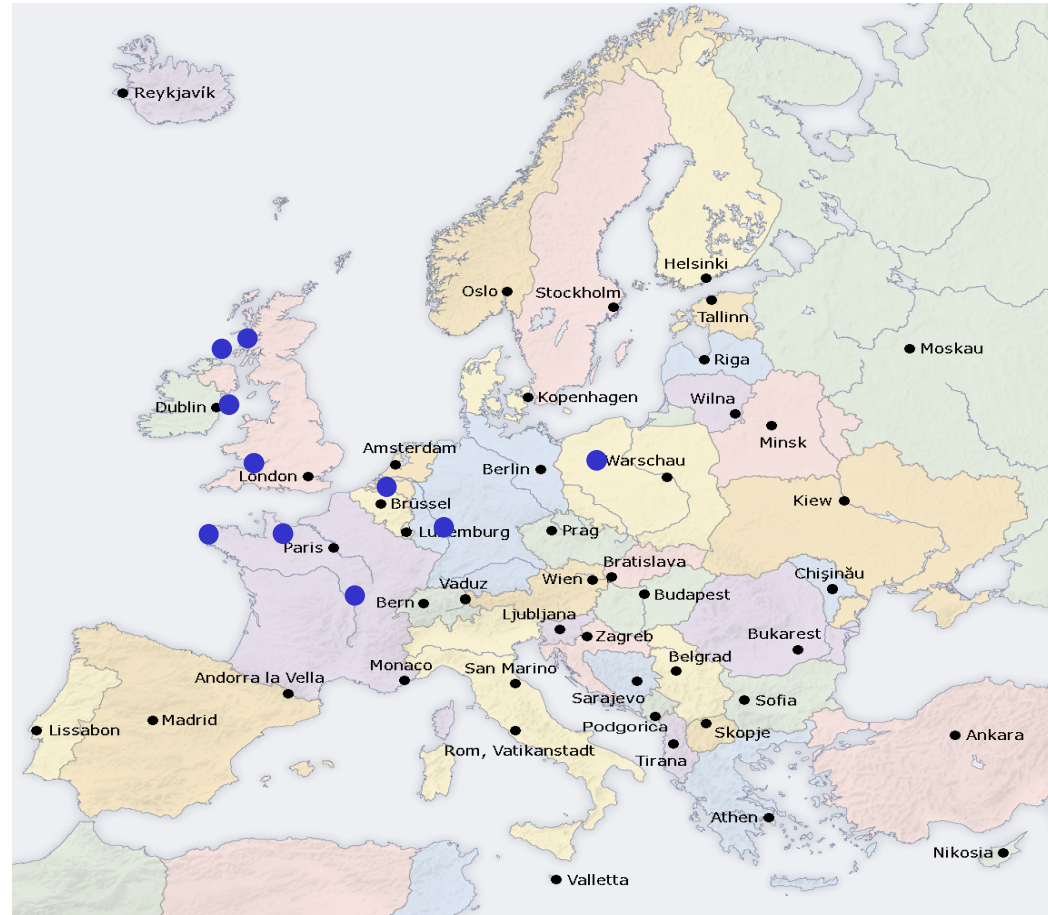 Reykjavík
Helsinki
Oslo
Stockholm
Tallinn
Moskau
Riga
Kopenhagen
Wilna
Dublin
Minsk
Amsterdam
Berlin
Warschau
London
Brüssel
Kiew
Luxemburg
Prag
Paris
Bratislava
Wien
Chişinău
Vaduz
Bern
Budapest
Ljubljana
Zagreb
Bukarest
Belgrad
Monaco
San Marino
Andorra la Vella
Sarajevo
Sofia
Madrid
Lissabon
Podgorica
Skopje
Rom, Vatikanstadt
Tirana
Ankara
Athen
Nikosia
Valletta